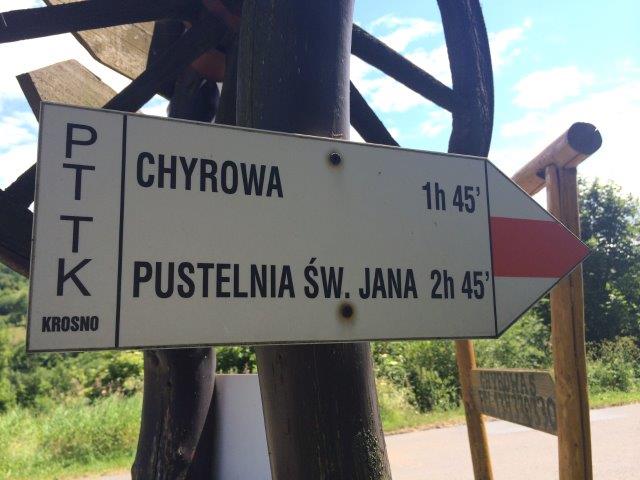 PTTK
KROSNO
CHYROWA 1h 45'
PUSTELNIA ŚW. JANA 2h 45'